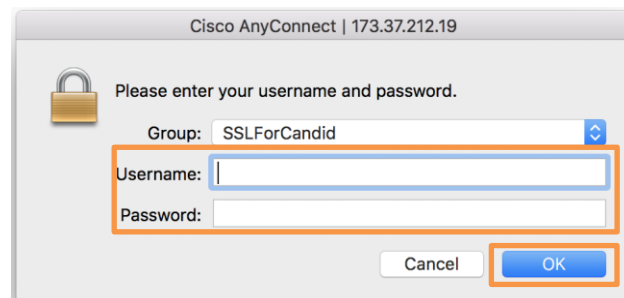 Cisco AnyConnect | 173.37.212.19
Please enter your username and password.
Group: SSLForCandid
Username:
Password:
Cancel OK